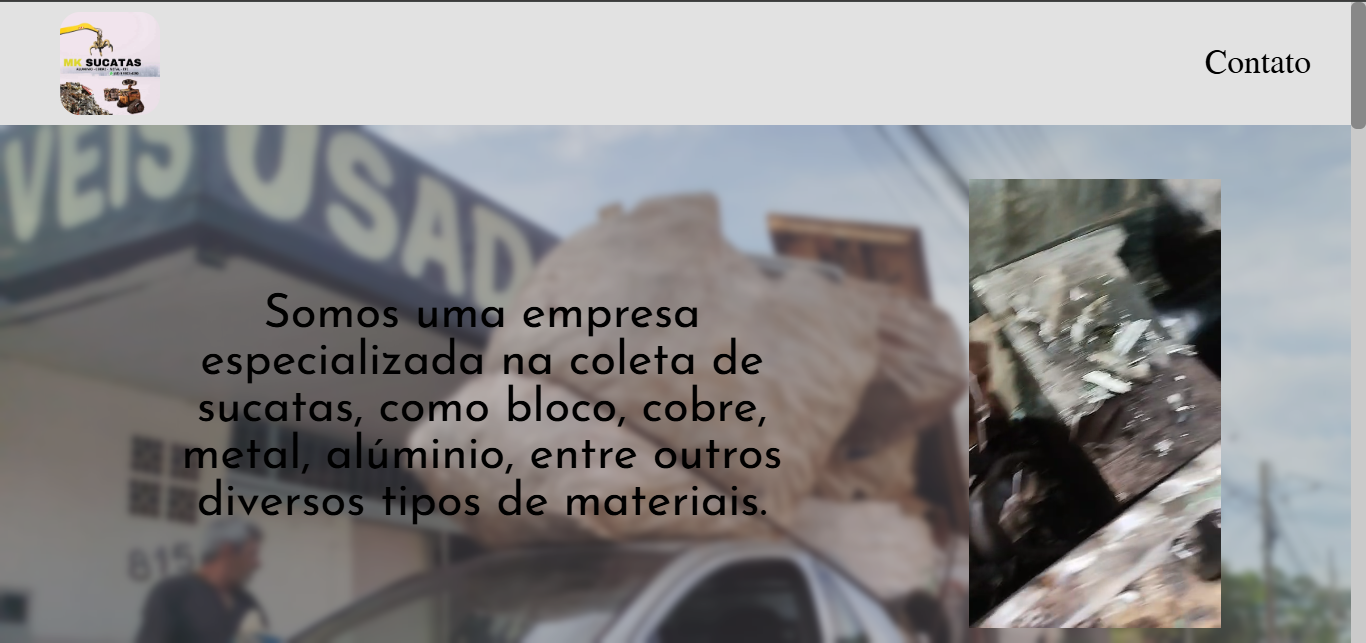 MK SUCATAS
Contato
VEIS USAD
Somos uma empresa
especializada na coleta de
sucatas, como bloco, cobre,
metal, alúminio, entre outros
diversos tipos de materiais.
815